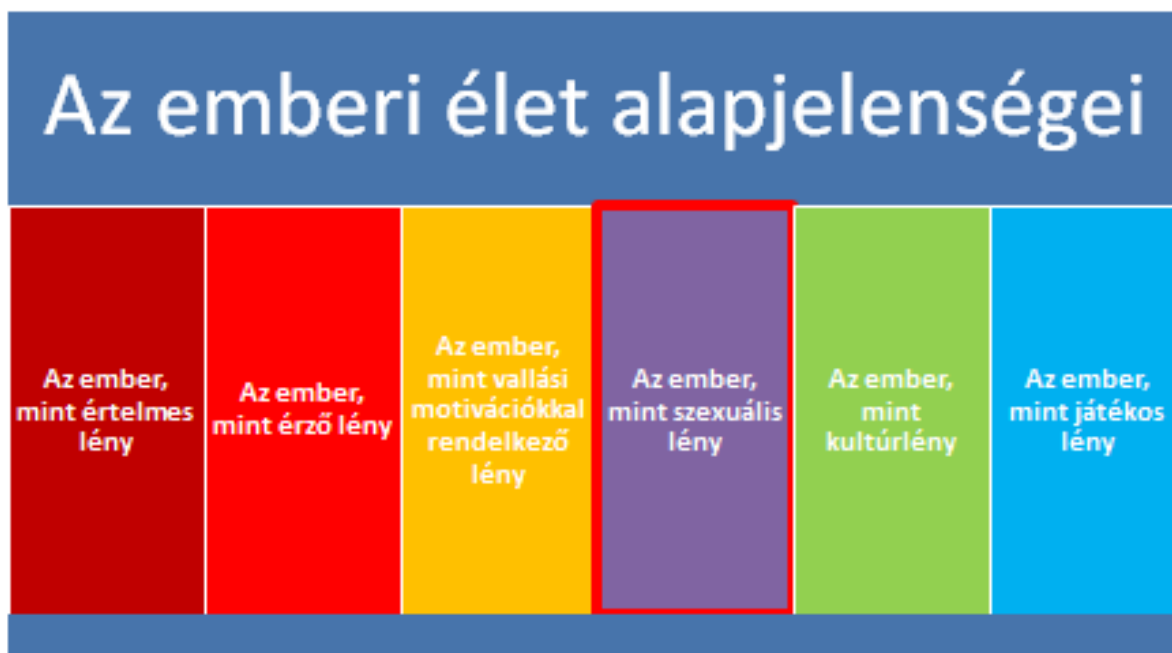 Az emberi élet alapjelenségei
Az ember,
mint értelmes
lény
Az ember,
mint érző lény
Az ember,
mint vallási
motivációkkal
rendelkező
lény
Az ember,
mint szexuális
lény
Az ember,
mint
kultúrlény
Az ember,
mint játékos
lény